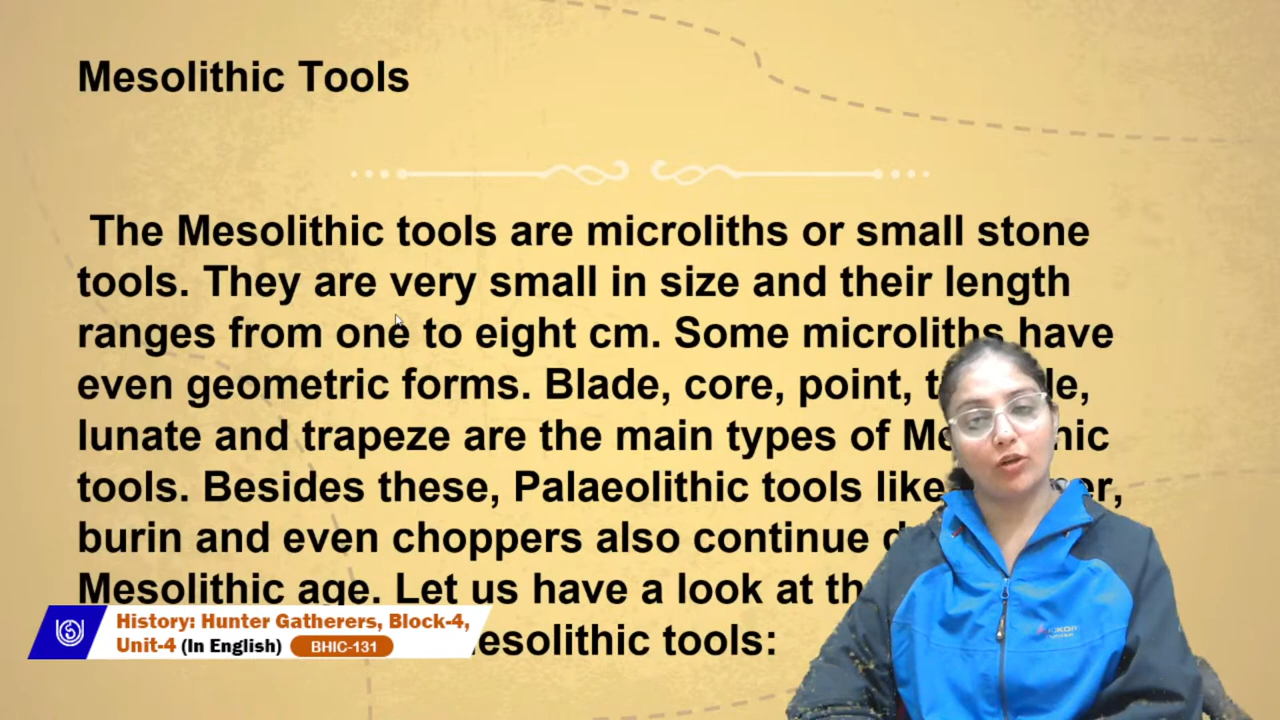 Mesolithic Tools
The Mesolithic tools are microliths or small stone
tools. They are very small in size and their length
ranges from one to eight cm. Some microliths have
even geometric forms. Blade, core, point,
lunate and trapeze are the main types of
tools. Besides these, Palaeolithic tools like
burin and even choppers also continue
Mesolithic age. Let us have a look at
tools:
History: Hunter Gatherers, Block-4,
Unit-4 (In English) BHIC-131